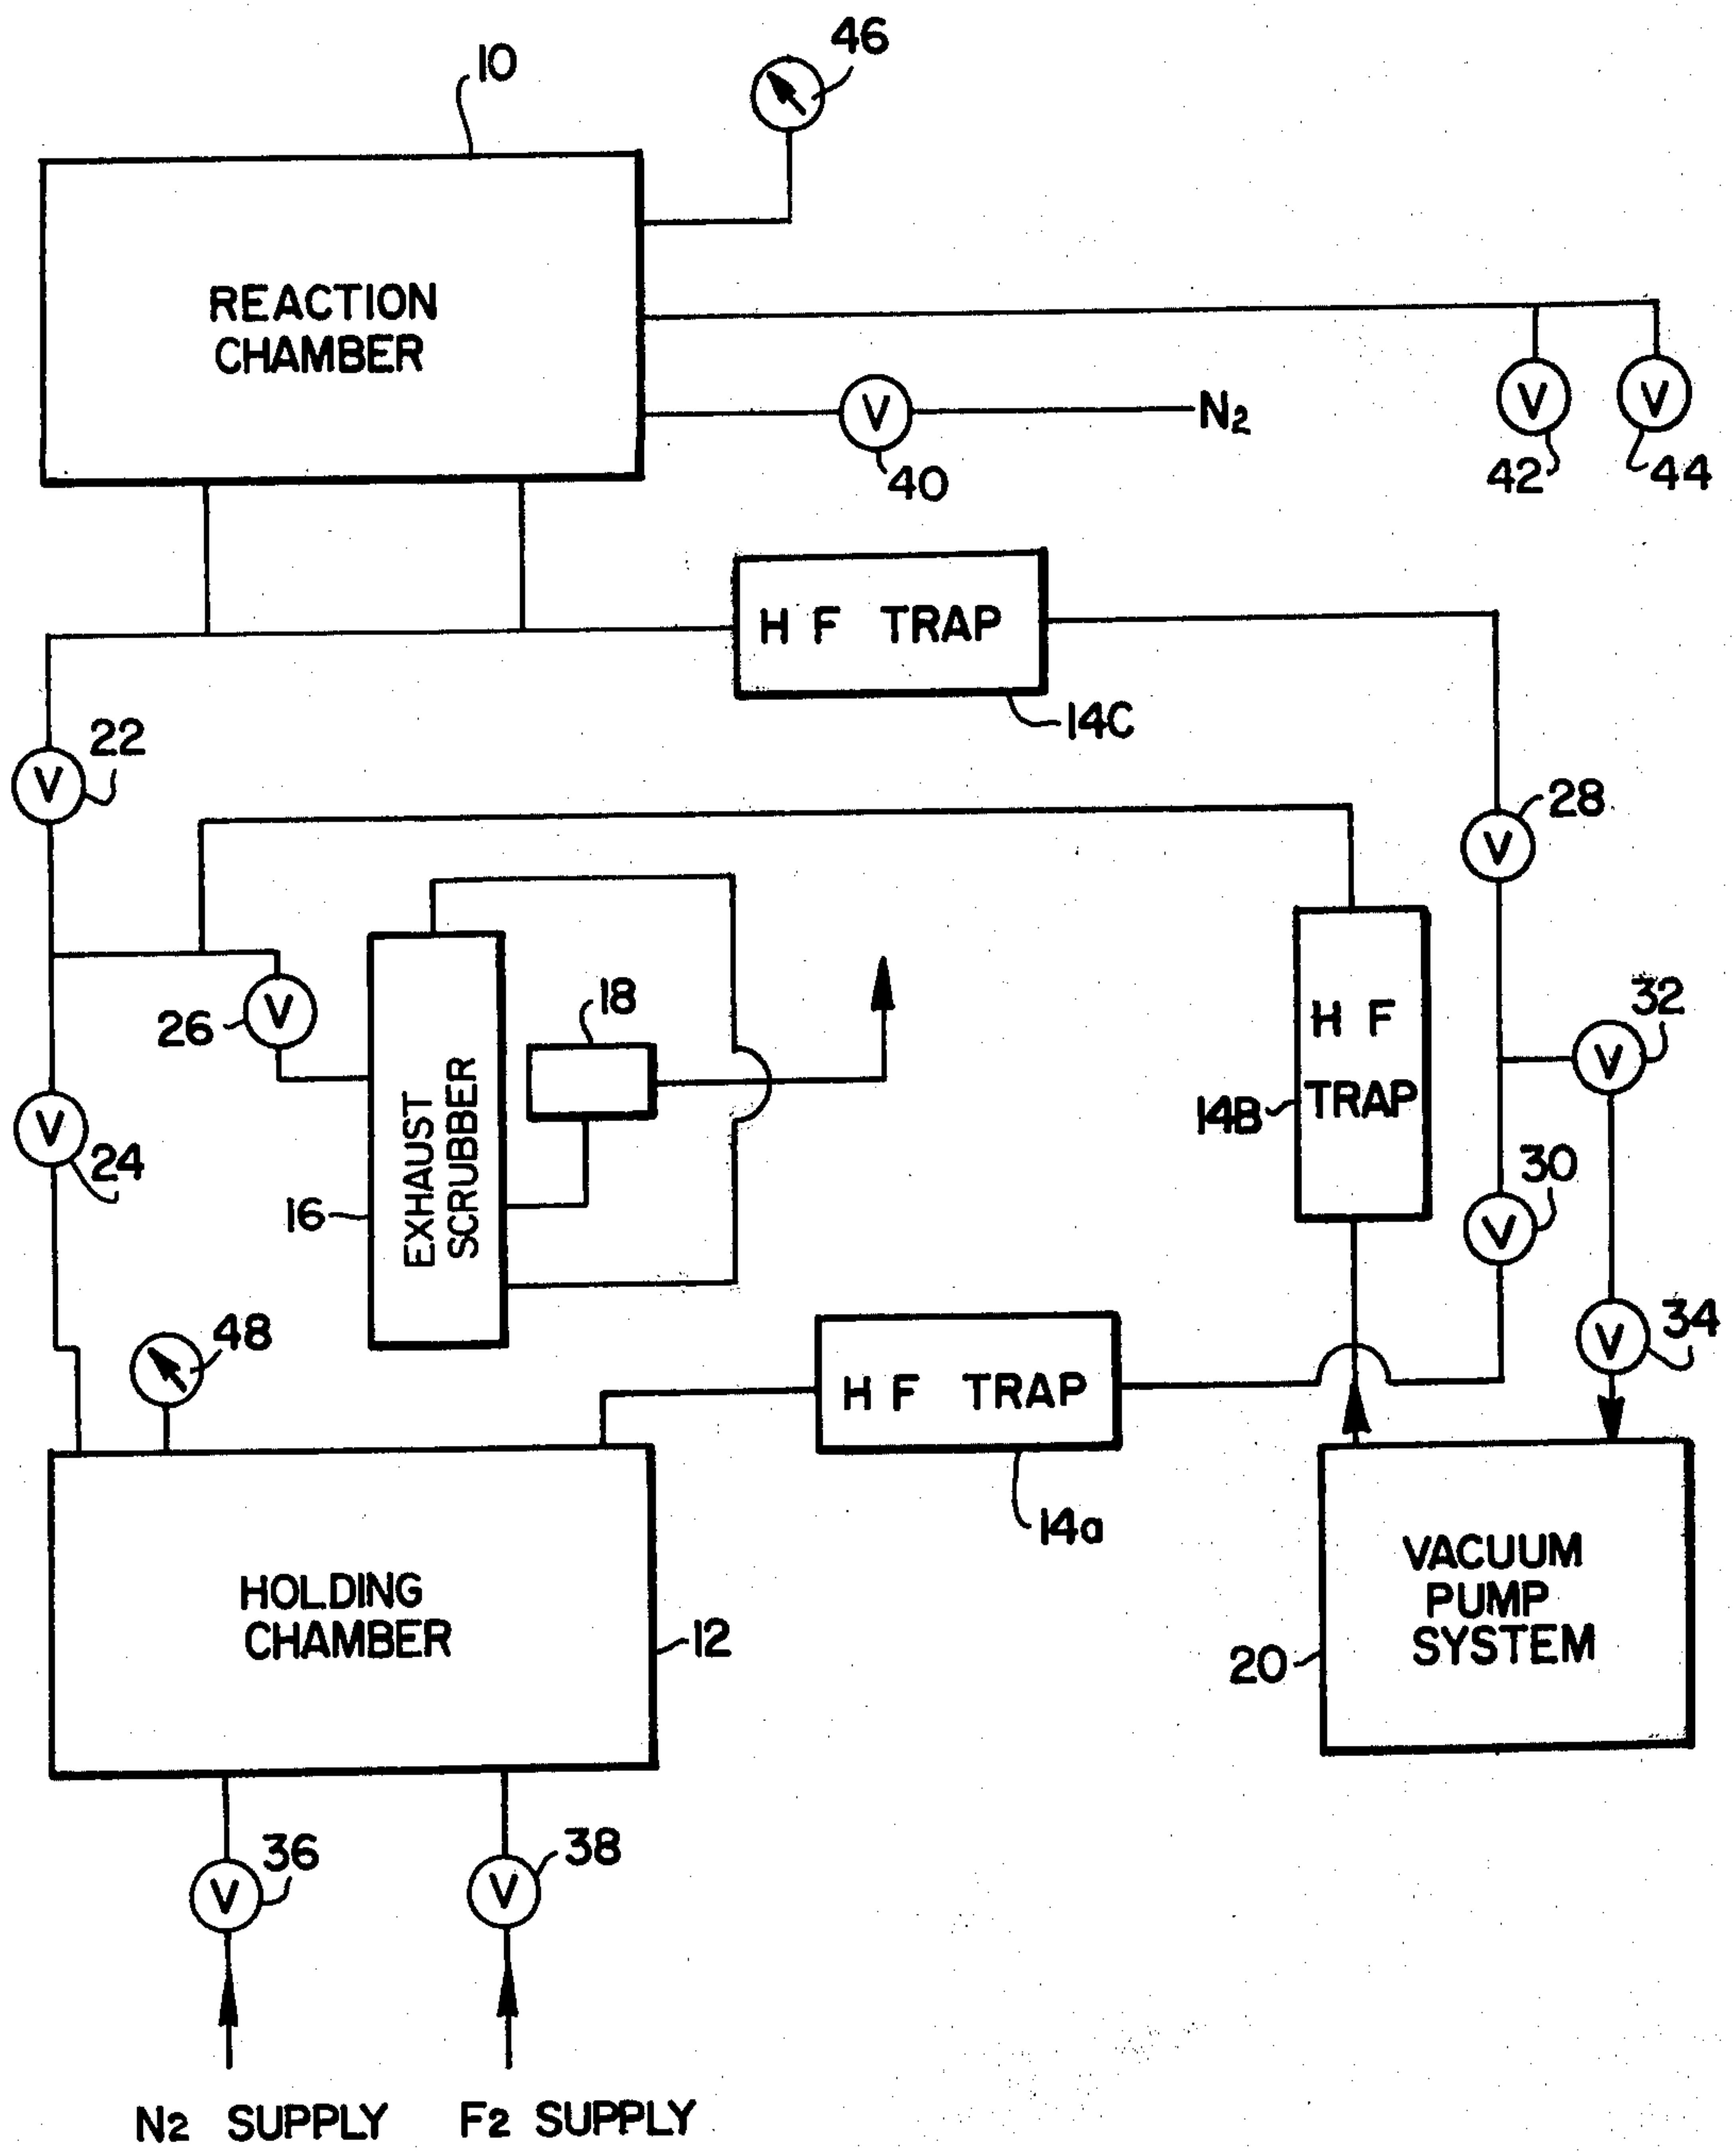 10
46
REACTION
CHAMBER
V
V
V
N2
40
42
44
H F TRAP
14C
22
V
28
V
26
V
18
32
V
H F
TRAP
14B
V
24
EXHAUST
SCRUBBER
16
30
V
48
34
V
H F TRAP
14a
HOLDING
CHAMBER
12
VACUUM
PUMP
SYSTEM
20
36
V
38
V
N2 SUPPLY
F2 SUPPLY